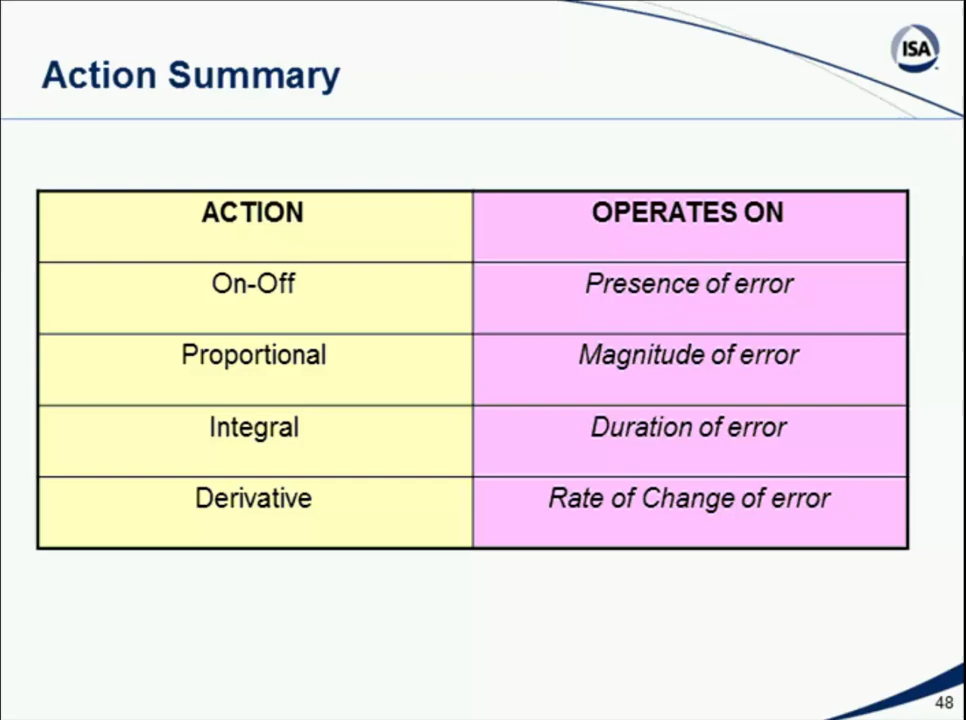 ISA
Action Summary
ACTION OPERATES ON
On-Off Presence of error
Proportional Magnitude of error
Integral Duration of error
Derivative Rate of Change of error
48